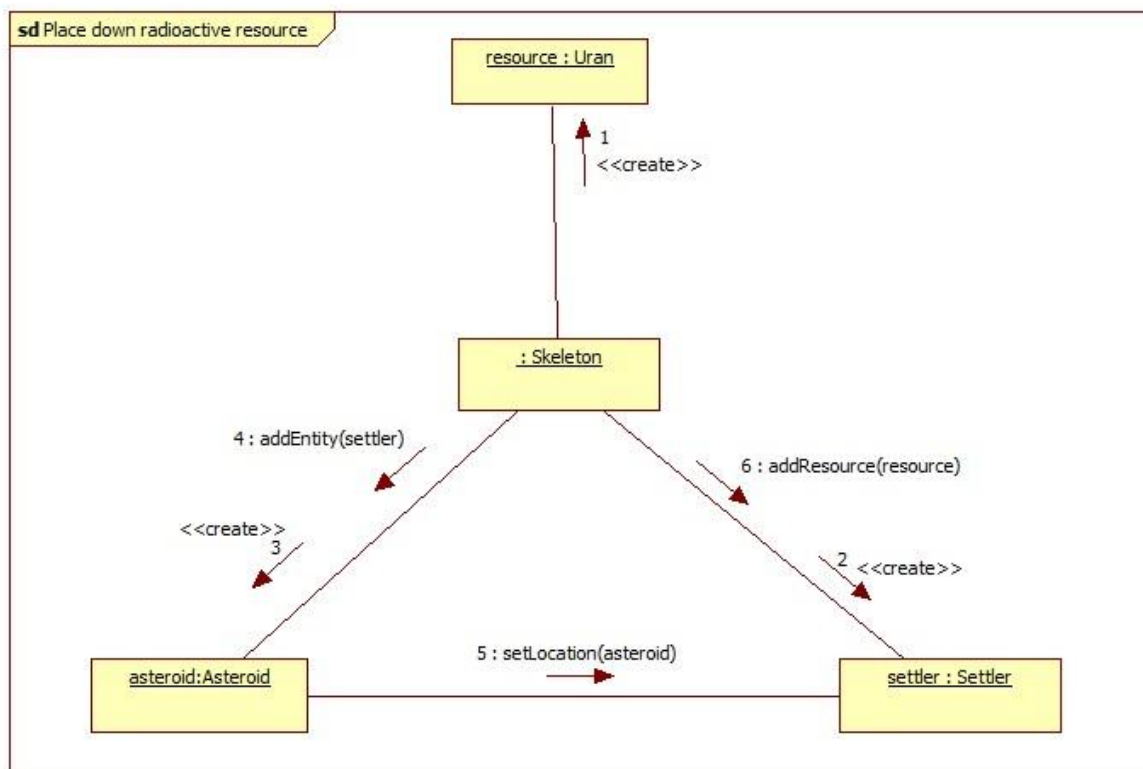 sd Place down radioactive resource
resource : Uran
1
<<create>>
: Skeleton
4 : addEntity(settler)
6 : addResource(resource)
<<create>>
3
2
<<create>>
5 : setLocation(asteroid)
asteroid:Asteroid
settler : Settler